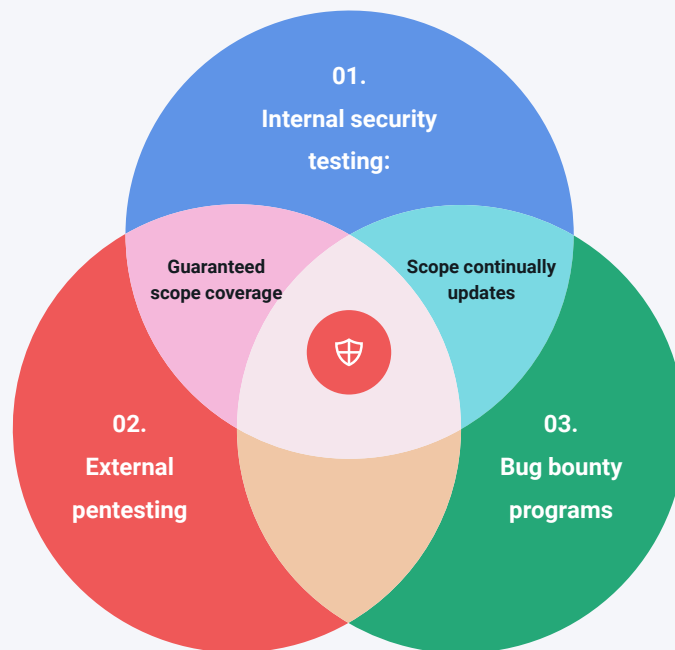 01.
Internal security
testing:
Guaranteed
scope coverage
Scope continually
updates
02.
External
pentesting
03.
Bug bounty
programs